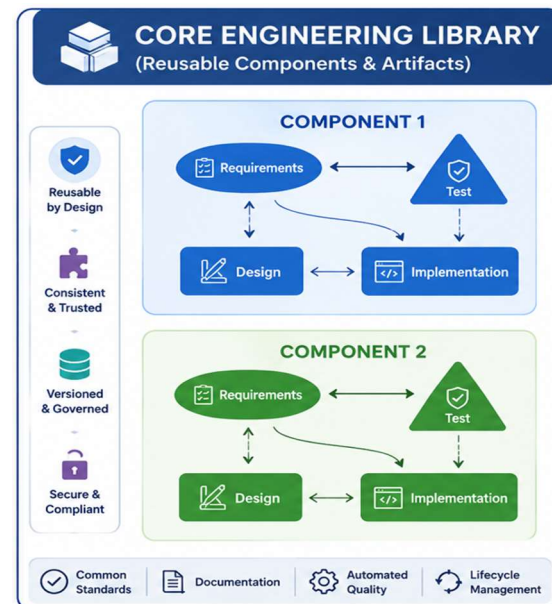 CORE ENGINEERING LIBRARY
(Reusable Components & Artifacts)
Reusable
by Design
Consistent
& Trusted
Versioned
& Governed
Secure &
Compliant
COMPONENT 1
Requirements
Test
Design
</> Implementation
COMPONENT 2
Requirements
Test
Design
</> Implementation
Common
Standards
Documentation
Automated
Quality
Lifecycle
Management